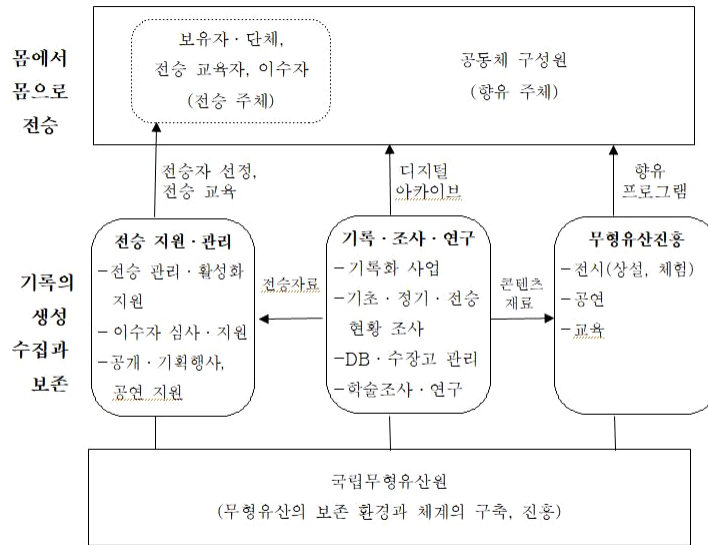 몸에서
몸으로
전승
보유자·단체,
전승 교육자, 이수자
(전승 주체)
공동체 구성원
(향유 주체)
전승자 선정,
전승 교육
디지털
아카이브
향유
프로그램
기록의
생성
수집과
보존
전승 지원·관리
-전승 관리·활성화
지원
-이수자 심사·지원
-공개·기획행사,
공연 지원
전승자료
기록·조사·연구
-기록화 사업
-기초·정기·전승
현황 조사
-DB·수장고 관리
-학술조사·연구
콘텐츠
재료
무형유산진흥
-전시(상설, 체험)
-공연
-교육
국립무형유산원
(무형유산의 보존 환경과 체계의 구축, 진흥)